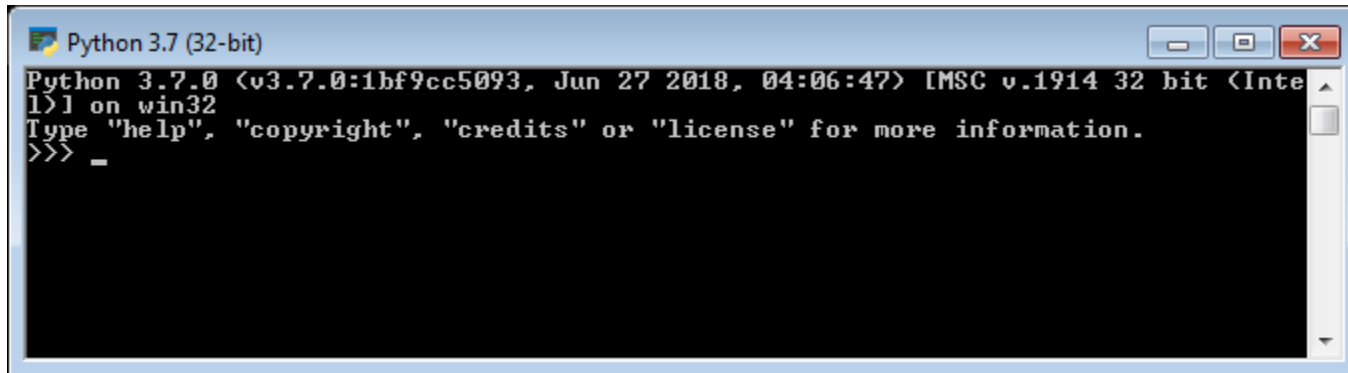 Python 3.7 (32-bit)
Python 3.7.0 (v3.7.0:1bf9cc5093, Jun 27 2018, 04:06:47) [MSC v.1914 32 bit (Inte
l)] on win32
Type "help", "copyright", "credits" or "license" for more information.
>>> _